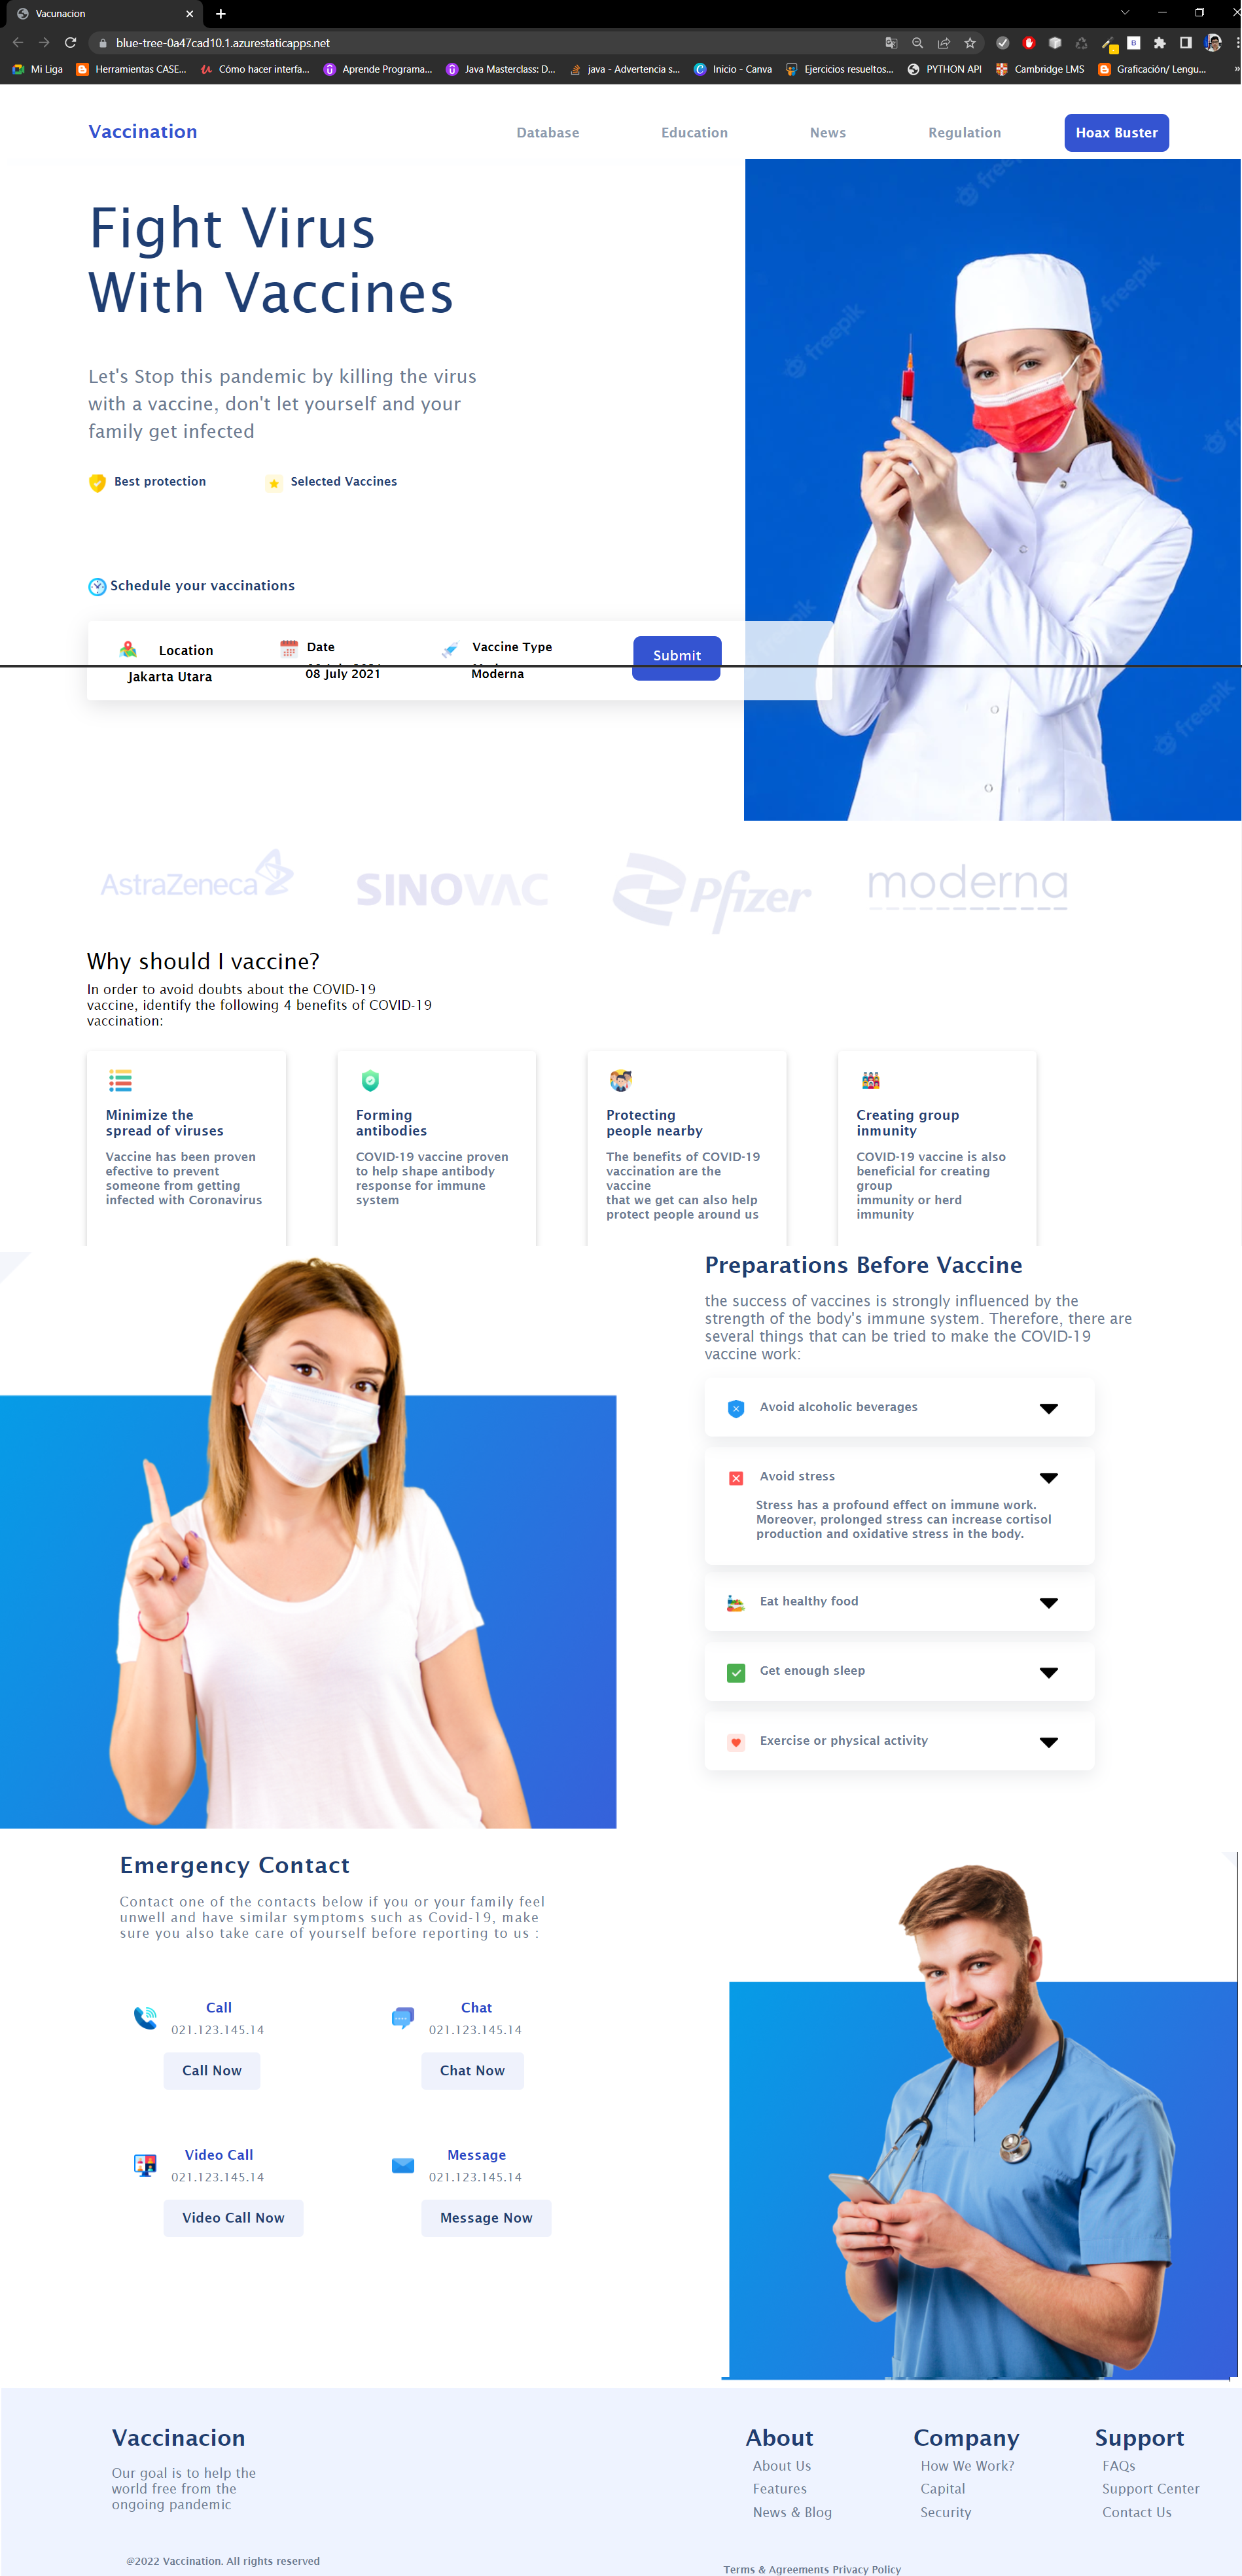 Vacunacion
blue-tree-0a47cad10.1.azurestaticapps.net
Mi Liga
Herramientas CASE...
Cómo hacer interfa...
Aprende Programa...
Java Masterclass: D...
java - Advertencia s...
Inicio - Canva
Ejercicios resueltos...
PYTHON API
Cambridge LMS
Graficación/ Lengu...
»
Vaccination
Database
Education
News
Regulation
Hoax Buster
Fight Virus
With Vaccines
Let's Stop this pandemic by killing the virus
with a vaccine, don't let yourself and your
family get infected
Best protection
Selected Vaccines
Schedule your vaccinations
Location
Date
Vaccine Type
Submit
Jakarta Utara
08 July 2021
Moderna
freepik
freepik
freepik
AstraZeneca
SINOVAC
Pfizer
moderna
Why should I vaccine?
In order to avoid doubts about the COVID-19
vaccine, identify the following 4 benefits of COVID-19
vaccination:
Minimize the
spread of viruses
Vaccine has been proven
efective to prevent
someone from getting
infected with Coronavirus
Forming
antibodies
COVID-19 vaccine proven
to help shape antibody
response for immune
system
Protecting
people nearby
The benefits of COVID-19
vaccination are the
vaccine
that we get can also help
protect people around us
Creating group
inmunity
COVID-19 vaccine is also
beneficial for creating
group
immunity or herd
immunity
Preparations Before Vaccine
the success of vaccines is strongly influenced by the
strength of the body's immune system. Therefore, there are
several things that can be tried to make the COVID-19
vaccine work:
Avoid alcoholic beverages
Avoid stress
Stress has a profound effect on immune work.
Moreover, prolonged stress can increase cortisol
production and oxidative stress in the body.
Eat healthy food
Get enough sleep
Exercise or physical activity
Emergency Contact
Contact one of the contacts below if you or your family feel
unwell and have similar symptoms such as Covid-19, make
sure you also take care of yourself before reporting to us :
Call
021.123.145.14
Call Now
Chat
021.123.145.14
Chat Now
Video Call
021.123.145.14
Video Call Now
Message
021.123.145.14
Message Now
Vaccinacion
Our goal is to help the
world free from the
ongoing pandemic
About
About Us
Features
News & Blog
Company
How We Work?
Capital
Security
Support
FAQs
Support Center
Contact Us
@2022 Vaccination. All rights reserved
Terms & Agreements Privacy Policy